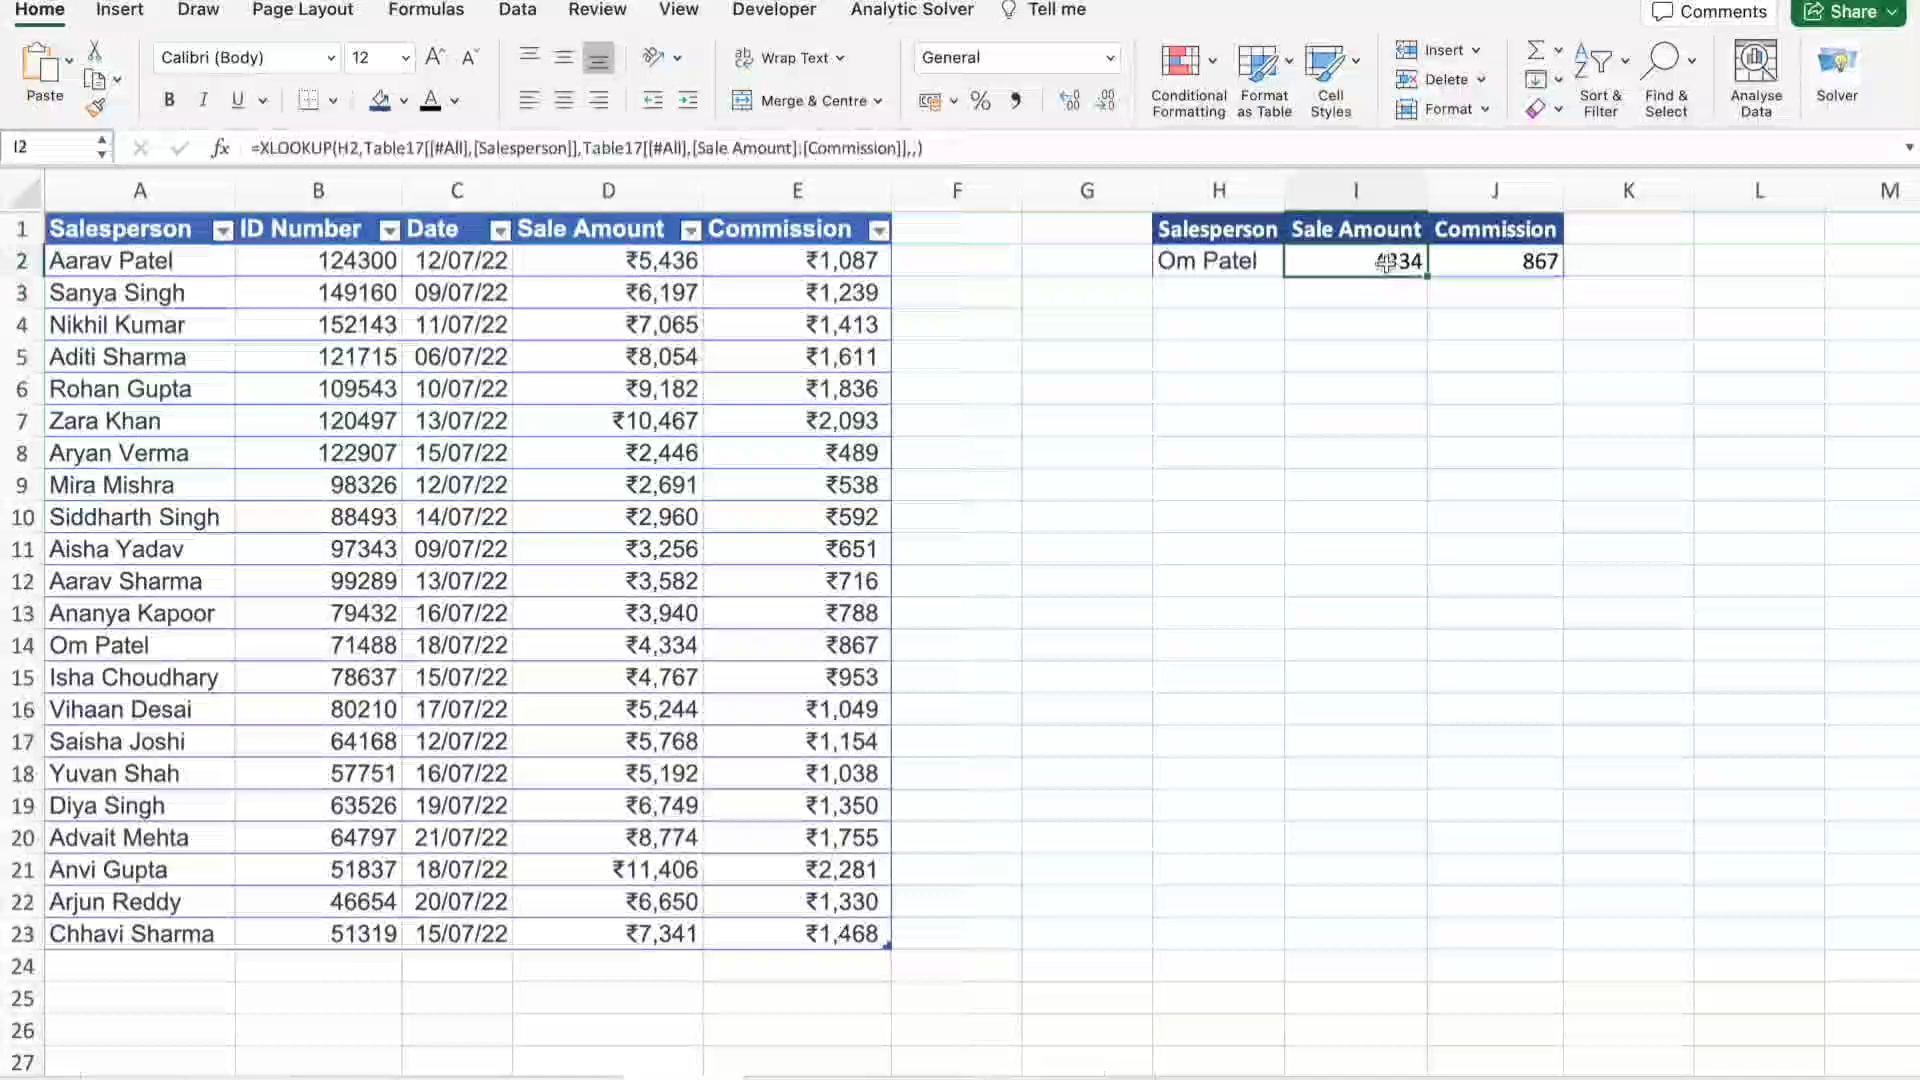 Home Insert Draw Page Layout Formulas Data Review View Developer Analytic Solver Tell me Comments Share
Paste Calibri (Body) 12 A A Wrap Text General Insert
B I U A Merge & Centre % Delete
Conditional Formatting Format as Table Cell Styles Format Sort & Filter Find & Select Analyse Data Solver
I2 fx =XLOOKUP(H2,Table17[[#All],[Salesperson]],Table17[[#All],[Sale Amount]:[Commission]],,)
A B C D E F G H I J K L M
1 Salesperson ID Number Date Sale Amount Commission Salesperson Sale Amount Commission
2 Aarav Patel 124300 12/07/22 ₹5,436 ₹1,087 Om Patel 867
3 Sanya Singh 149160 09/07/22 ₹6,197 ₹1,239
4 Nikhil Kumar 152143 11/07/22 ₹7,065 ₹1,413
5 Aditi Sharma 121715 06/07/22 ₹8,054 ₹1,611
6 Rohan Gupta 109543 10/07/22 ₹9,182 ₹1,836
7 Zara Khan 120497 13/07/22 ₹10,467 ₹2,093
8 Aryan Verma 122907 15/07/22 ₹2,446 ₹489
9 Mira Mishra 98326 12/07/22 ₹2,691 ₹538
10 Siddharth Singh 88493 14/07/22 ₹2,960 ₹592
11 Aisha Yadav 97343 09/07/22 ₹3,256 ₹651
12 Aarav Sharma 99289 13/07/22 ₹3,582 ₹716
13 Ananya Kapoor 79432 16/07/22 ₹3,940 ₹788
14 Om Patel 71488 18/07/22 ₹4,334 ₹867
15 Isha Choudhary 78637 15/07/22 ₹4,767 ₹953
16 Vihaan Desai 80210 17/07/22 ₹5,244 ₹1,049
17 Saisha Joshi 64168 12/07/22 ₹5,768 ₹1,154
18 Yuvan Shah 57751 16/07/22 ₹5,192 ₹1,038
19 Diya Singh 63526 19/07/22 ₹6,749 ₹1,350
20 Advait Mehta 64797 21/07/22 ₹8,774 ₹1,755
21 Anvi Gupta 51837 18/07/22 ₹11,406 ₹2,281
22 Arjun Reddy 46654 20/07/22 ₹6,650 ₹1,330
23 Chhavi Sharma 51319 15/07/22 ₹7,341 ₹1,468
24
25
26
27